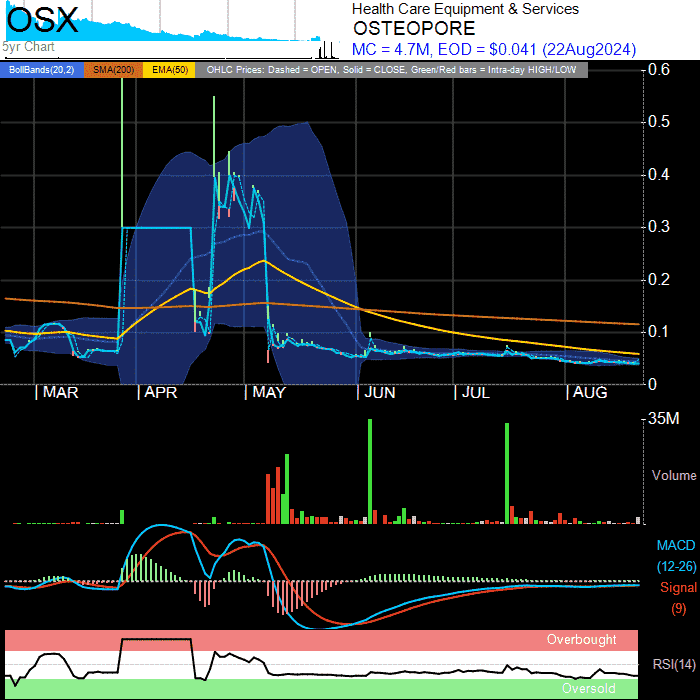 OSX
5yr Chart
Health Care Equipment & Services
OSTEOPORE
MC = 4.7M, EOD = $0.041 (22Aug2024)
BollBands(20,2) SMA(200) EMA(50) OHLC Prices: Dashed = OPEN, Solid = CLOSE, Green/Red bars = Intra-day HIGH/LOW
0.6
0.5
0.4
0.3
0.2
0.1
0
MAR APR MAY JUN JUL AUG
35M
Volume
MACD
(12-26)
Signal
(9)
Overbought
RSI(14)
Oversold